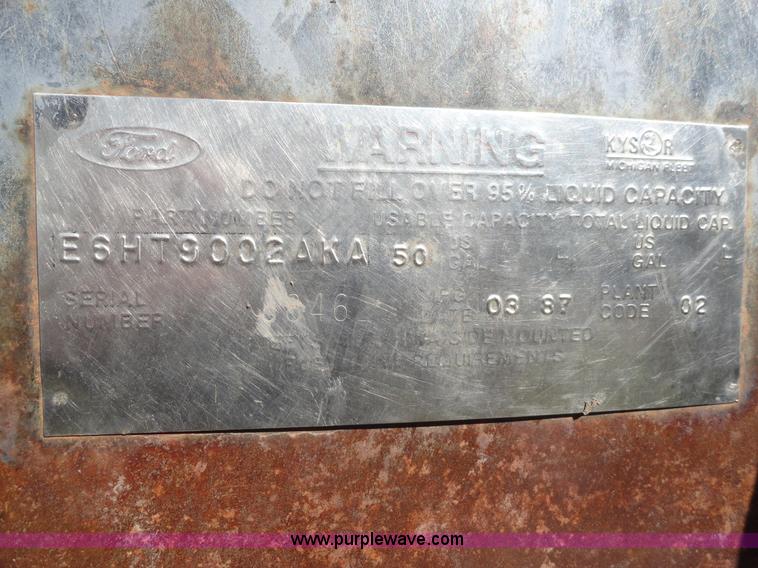 Ford WARNING KYSOR
MICHIGAN FLEET
DO NOT FILL OVER 95% LIQUID CAPACITY
PART NUMBER USABLE CAPACITY TOTAL LIQUID CAP.
E6HT9002AKA 50 US GAL L US GAL L
SERIAL NUMBER 46 DATE 03 87 PLANT CODE 02
SIDE MOUNTED
REQUIREMENTS
www.purplewave.com